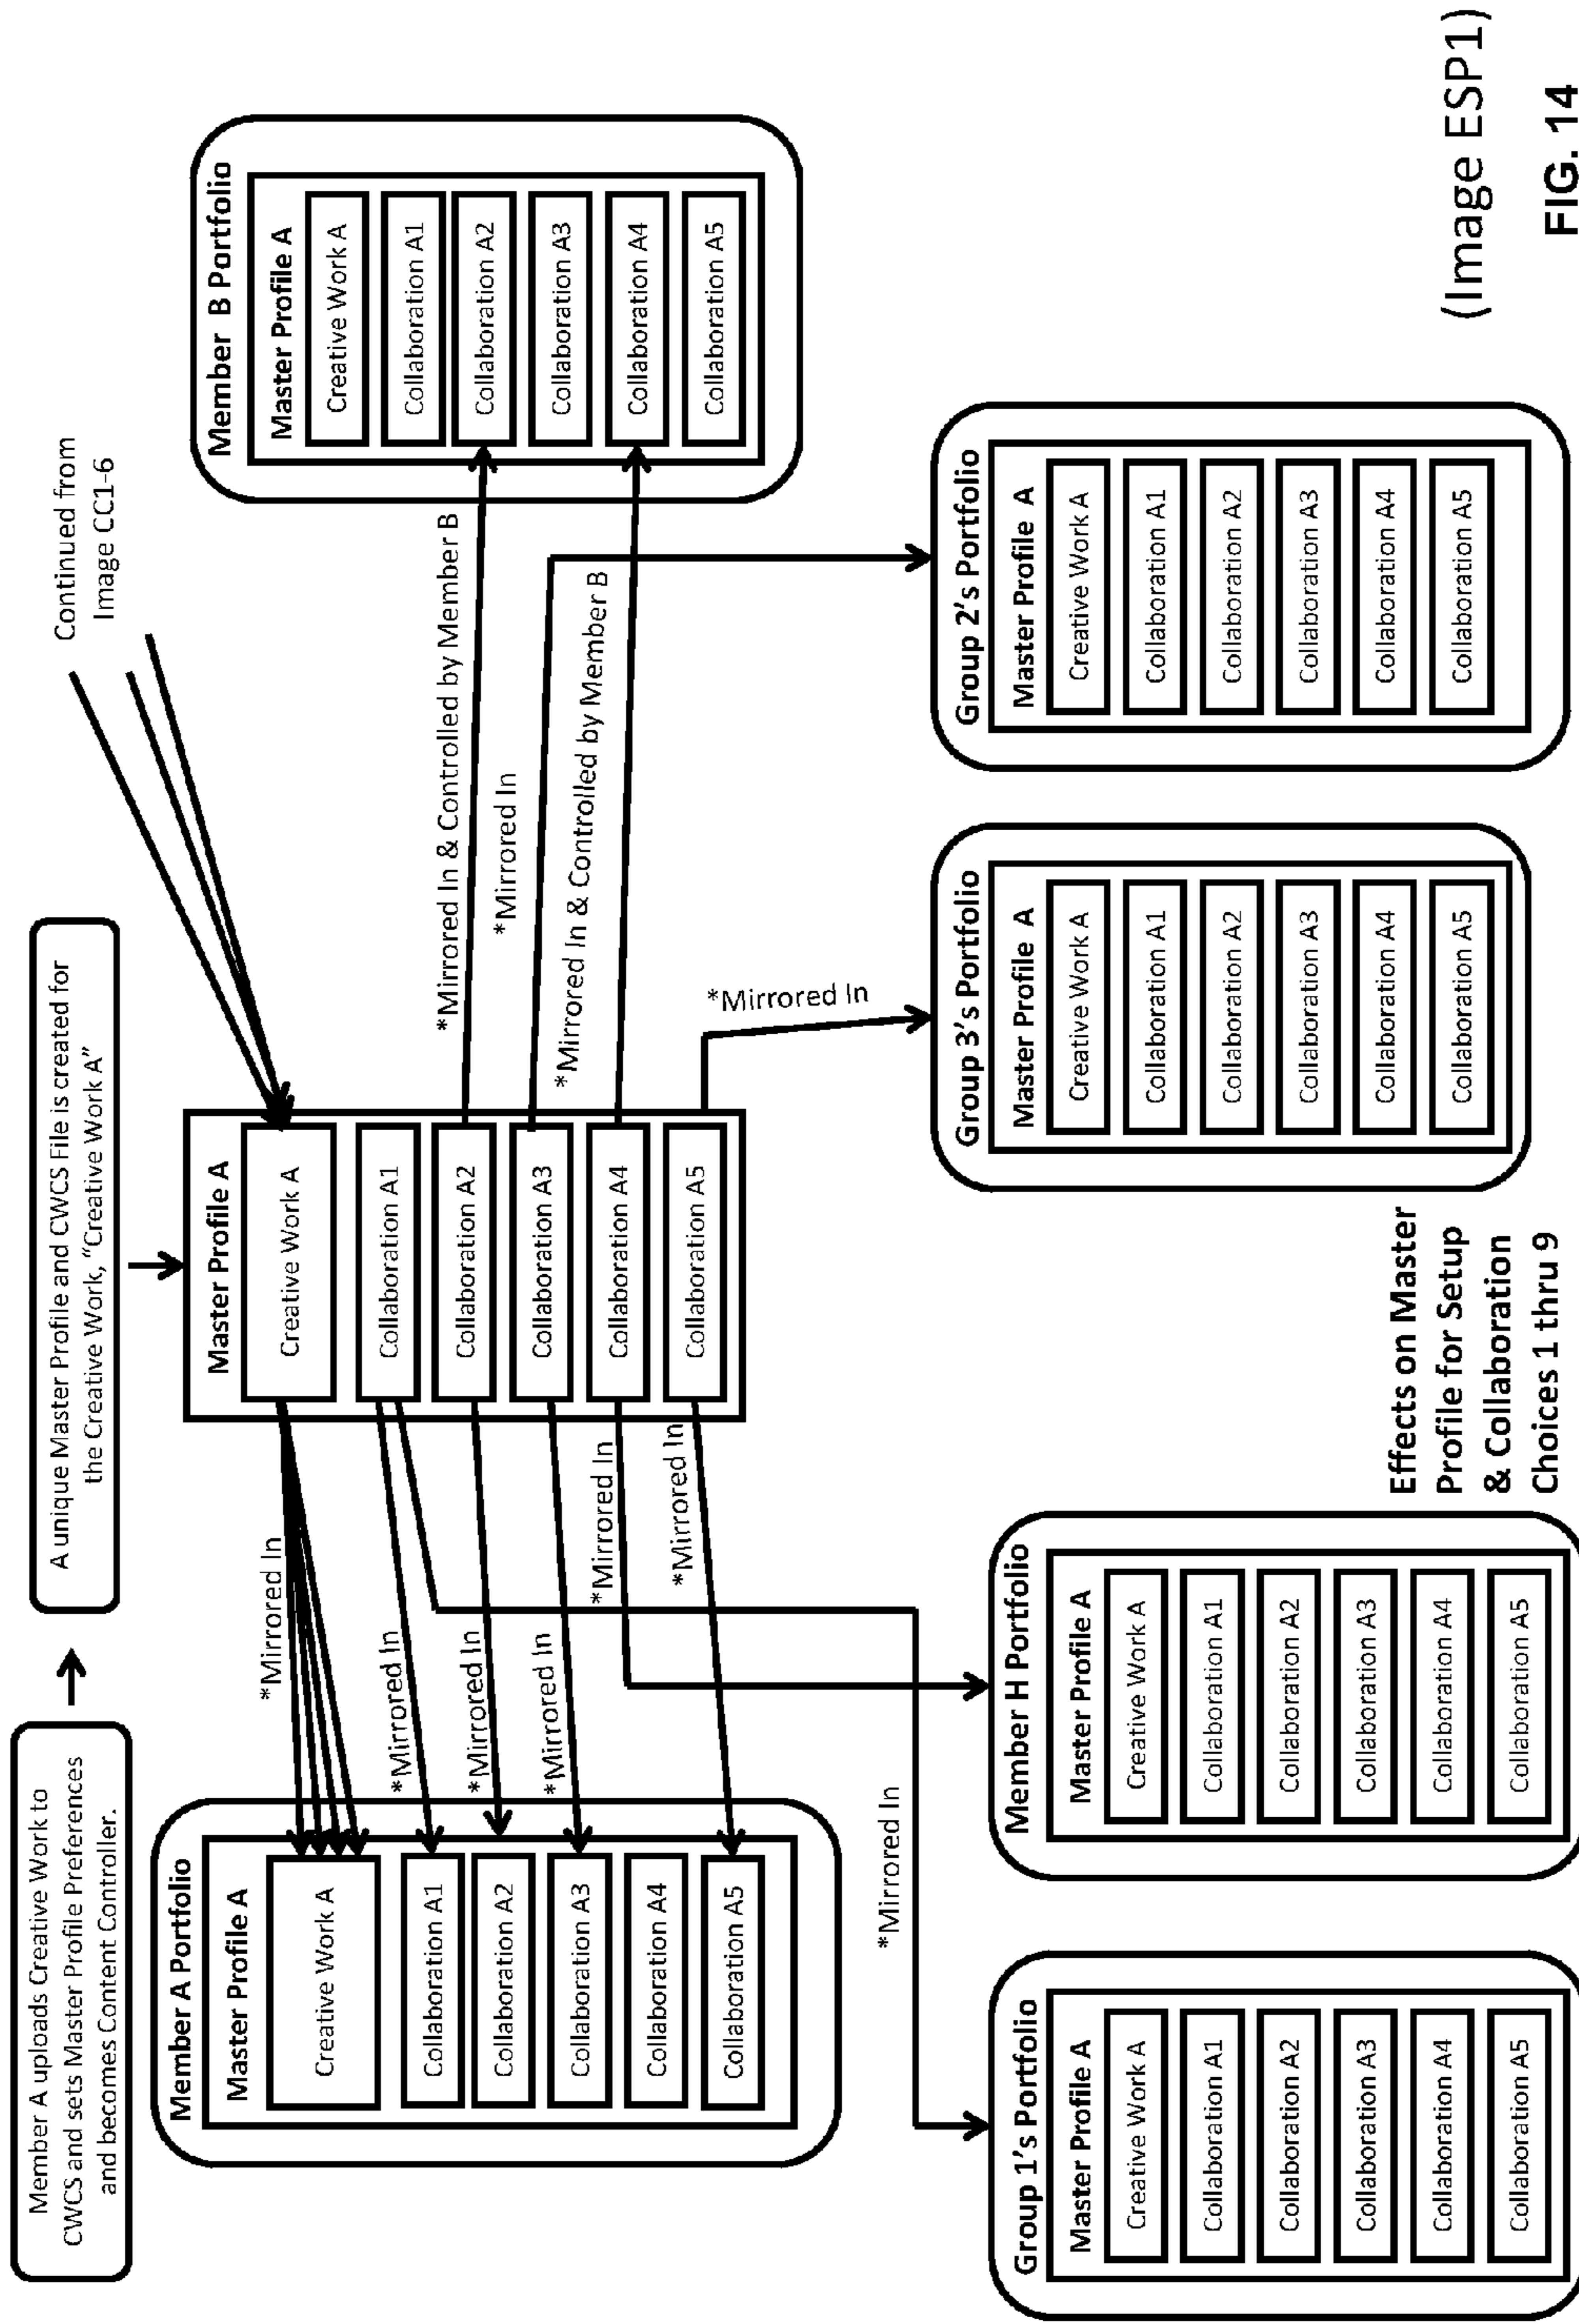 Member A uploads Creative Work to
CWCS and sets Master Profile Preferences
and becomes Content Controller.
A unique Master Profile and CWCS File is created for
the Creative Work, “Creative Work A”
Continued from
Image CC1-6
Member A Portfolio
Master Profile A
Creative Work A
Collaboration A1
Collaboration A2
Collaboration A3
Collaboration A4
Collaboration A5
*Mirrored In
*Mirrored In
*Mirrored In
*Mirrored In
*Mirrored In
*Mirrored In
Master Profile A
Creative Work A
Collaboration A1
Collaboration A2
Collaboration A3
Collaboration A4
Collaboration A5
*Mirrored In & Controlled by Member B
*Mirrored In
*Mirrored In & Controlled by Member B
*Mirrored In
Member B Portfolio
Master Profile A
Creative Work A
Collaboration A1
Collaboration A2
Collaboration A3
Collaboration A4
Collaboration A5
*Mirrored In
Group 1’s Portfolio
Master Profile A
Creative Work A
Collaboration A1
Collaboration A2
Collaboration A3
Collaboration A4
Collaboration A5
Member H Portfolio
Master Profile A
Creative Work A
Collaboration A1
Collaboration A2
Collaboration A3
Collaboration A4
Collaboration A5
Group 3’s Portfolio
Master Profile A
Creative Work A
Collaboration A1
Collaboration A2
Collaboration A3
Collaboration A4
Collaboration A5
Group 2’s Portfolio
Master Profile A
Creative Work A
Collaboration A1
Collaboration A2
Collaboration A3
Collaboration A4
Collaboration A5
Effects on Master
Profile for Setup
& Collaboration
Choices 1 thru 9
(Image ESP1)
FIG. 14